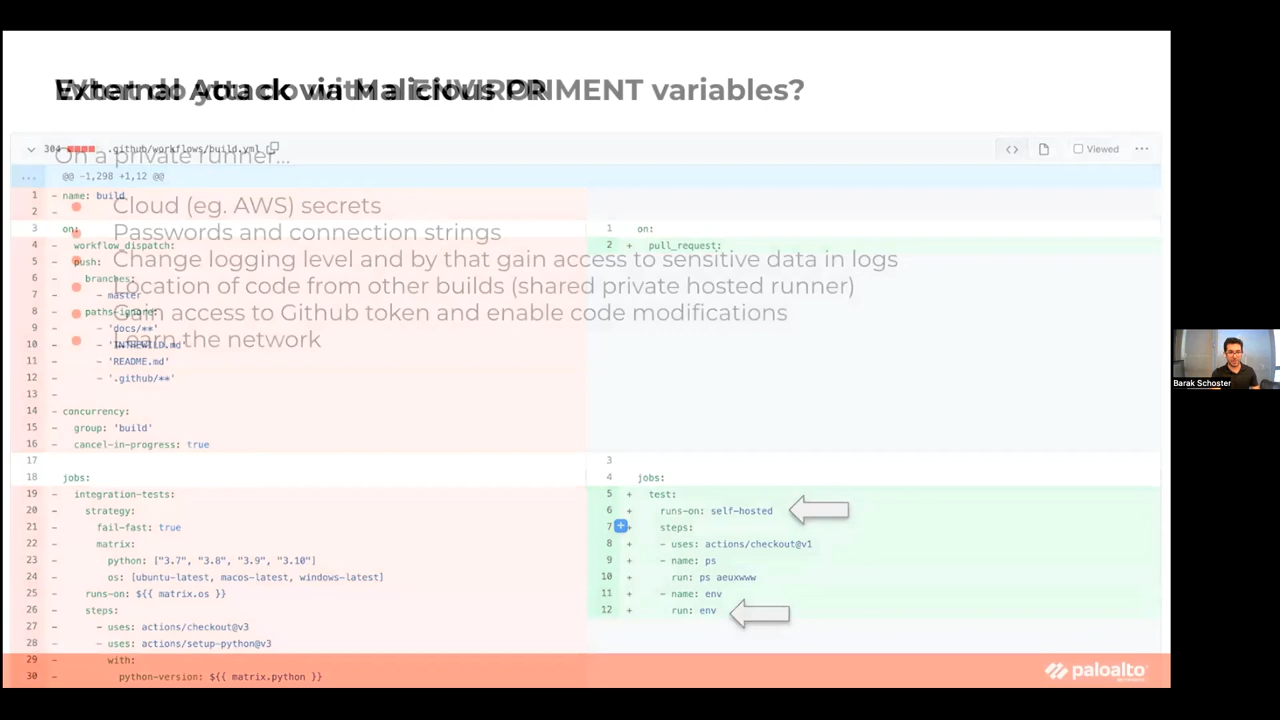 External Attack via Malicious PR
ENVIRONMENT variables?
304 .github/workflows/build.yml
Viewed
On a private runner...
... @@ -1,298 +1,12 @@
1 - name: build
2 -
Cloud (eg. AWS) secrets
3 on:
1 on:
Passwords and connection strings
4 - workflow_dispatch:
2 + pull_request:
5 - push:
Change logging level and by that gain access to sensitive data in logs
6 - branches:
Location of code from other builds (shared private hosted runner)
7 - - master
8 - paths-ignore:
Gain access to Github token and enable code modifications
9 - - 'docs/**'
Learn the network
10 - - 'INTHEWILD.md'
11 - - 'README.md'
12 - - '.github/**'
13 -
14 - concurrency:
15 - group: 'build'
16 - cancel-in-progress: true
17
3
18 jobs:
4 jobs:
19 - integration-tests:
5 + test:
20 - strategy:
6 + runs-on: self-hosted
21 - fail-fast: true
7 + steps:
22 - matrix:
8 + - uses: actions/checkout@v1
23 - python: ["3.7", "3.8", "3.9", "3.10"]
9 + - name: ps
24 - os: [ubuntu-latest, macos-latest, windows-latest]
10 + run: ps aeuxwww
25 - runs-on: ${{ matrix.os }}
11 + - name: env
26 - steps:
12 + run: env
27 - - uses: actions/checkout@v3
28 - - uses: actions/setup-python@v3
29 - with:
30 - python-version: ${{ matrix.python }}
paloalto
Barak Schoster